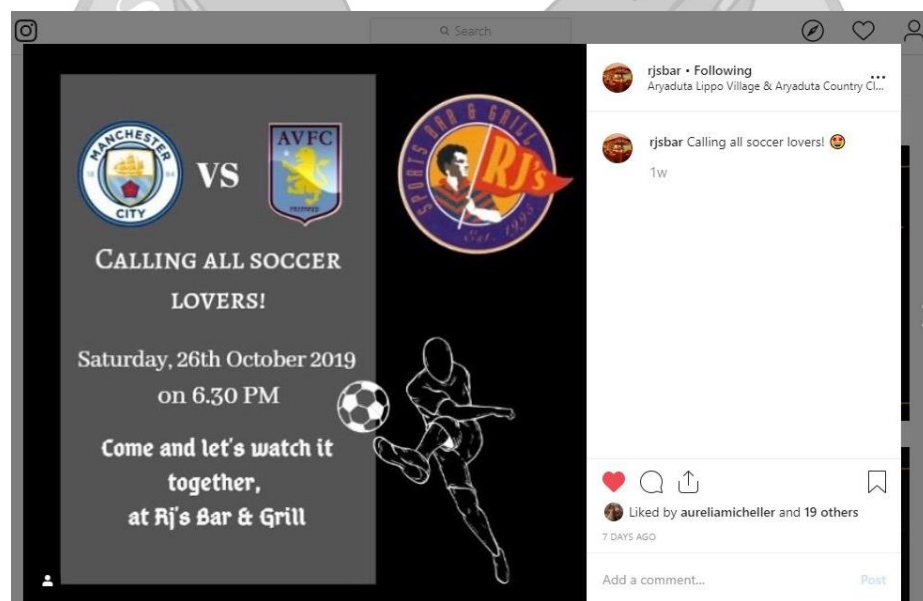 Search
MANCHESTER
18 94
CITY
VS
AVFC
PREPARED
SPORTS BAR & GRILL
RJ's
Est. 1995
CALLING ALL SOCCER
LOVERS!
Saturday, 26th October 2019
on 6.30 PM
Come and let's watch it
together,
at Rj's Bar & Grill
rjsbar • Following
Aryaduta Lippo Village & Aryaduta Country Cl...
rjsbar Calling all soccer lovers! 😍
1w
Liked by aureliamicheller and 19 others
7 DAYS AGO
Add a comment...
Post